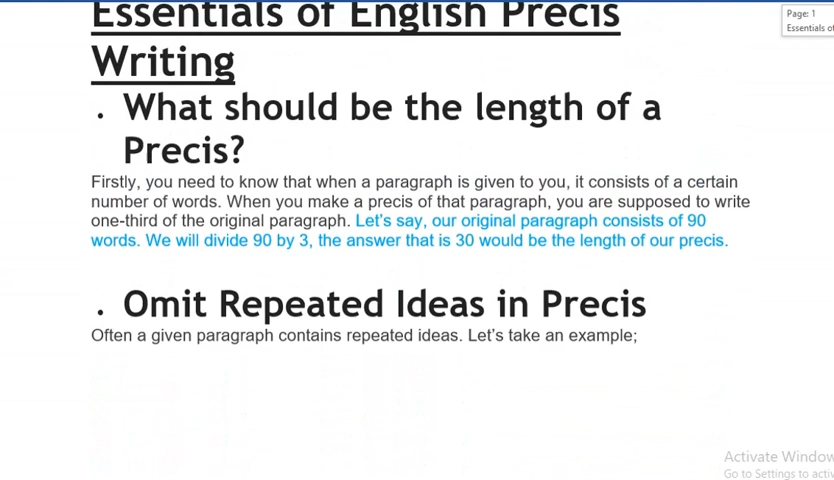 Essentials of English Precis
Page: 1
Essentials of
Writing
. What should be the length of a
Precis?
Firstly, you need to know that when a paragraph is given to you, it consists of a certain
number of words. When you make a precis of that paragraph, you are supposed to write
one-third of the original paragraph. Let's say, our original paragraph consists of 90
words. We will divide 90 by 3, the answer that is 30 would be the length of our precis.
. Omit Repeated Ideas in Precis
Often a given paragraph contains repeated ideas. Let's take an example;
Activate Window
Go to Settings to activ